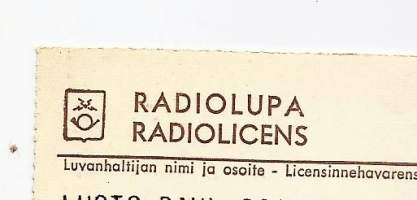 RADIOLUPA
RADIOLICENS
Luvanhaltijan nimi ja osoite - Licensinnehavarens